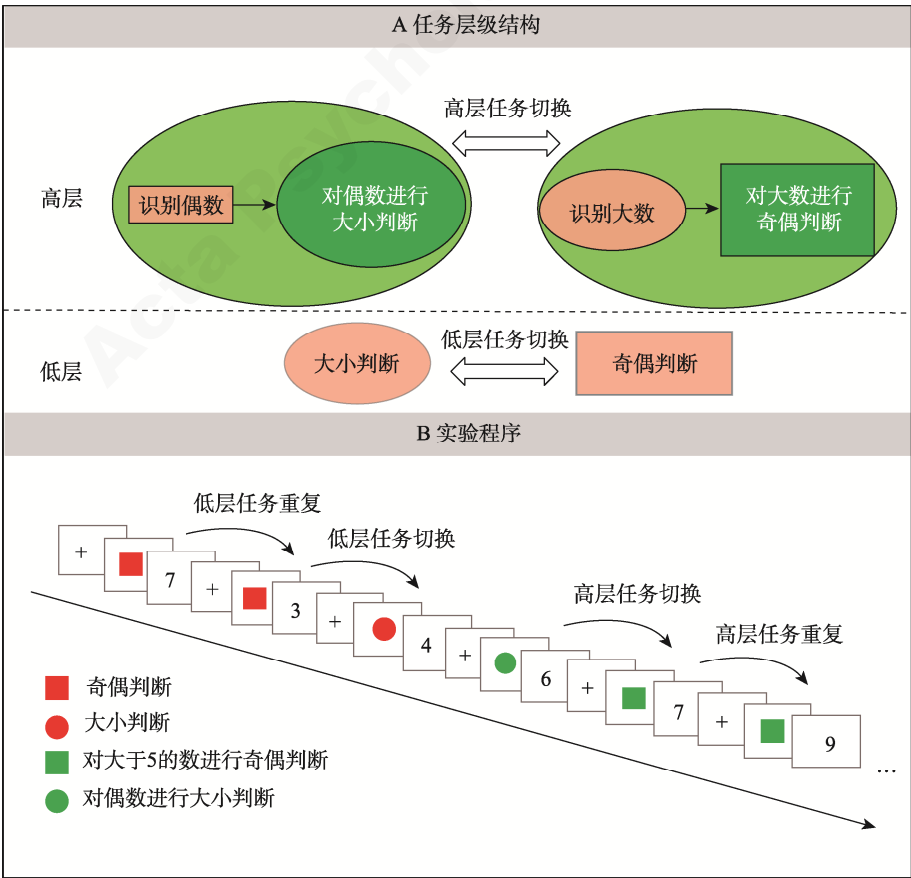 A 任务层级结构
高层任务切换
高层
识别偶数
对偶数进行
大小判断
识别大数
对大数进行
奇偶判断
低层任务切换
低层
大小判断
奇偶判断
B 实验程序
低层任务重复
低层任务切换
高层任务切换
高层任务重复
+
7
+
3
+
4
+
6
+
7
+
9
...
奇偶判断
大小判断
对大于5的数进行奇偶判断
对偶数进行大小判断
Acta Psycho